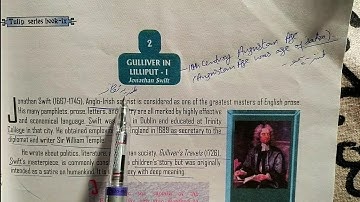 Tulip series book-ix
2
GULLIVER IN
LILLIPUT - I
Jonathan Swift
18th Century Augustan Age
(Augustan Age was age of satire)
Jonathan Swift (1667-1745), Anglo-Irish satirist is considered as one of the greatest masters of English prose.
His many pamphlets, prose, letters, and poetry are all marked by highly effective
and economical language. Swift was born in Dublin and educated at Trinity
College in that city. He obtained employment in England in 1689 as secretary to the
diplomat and writer Sir William Temple.
He wrote about politics, literature, and human society. Gulliver's Travels (1726),
Swift's masterpiece, is commonly children's story but was originally
intended as a satire on humankind. It is a story with deep meaning.